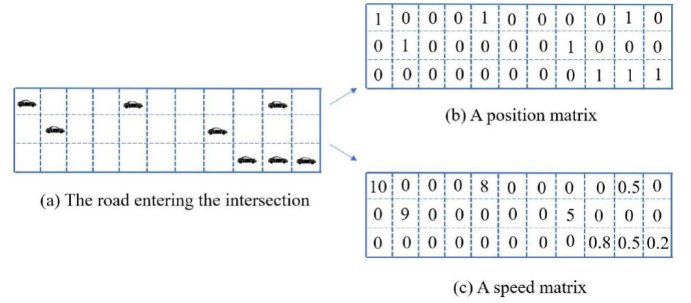 1 0 0 0 1 0 0 0 0 1 0
0 1 0 0 0 0 0 1 0 0 0
0 0 0 0 0 0 0 0 1 1 1
(b) A position matrix
(a) The road entering the intersection
10 0 0 0 8 0 0 0 0 0.5 0
0 9 0 0 0 0 0 5 0 0 0
0 0 0 0 0 0 0 0 0.8 0.5 0.2
(c) A speed matrix